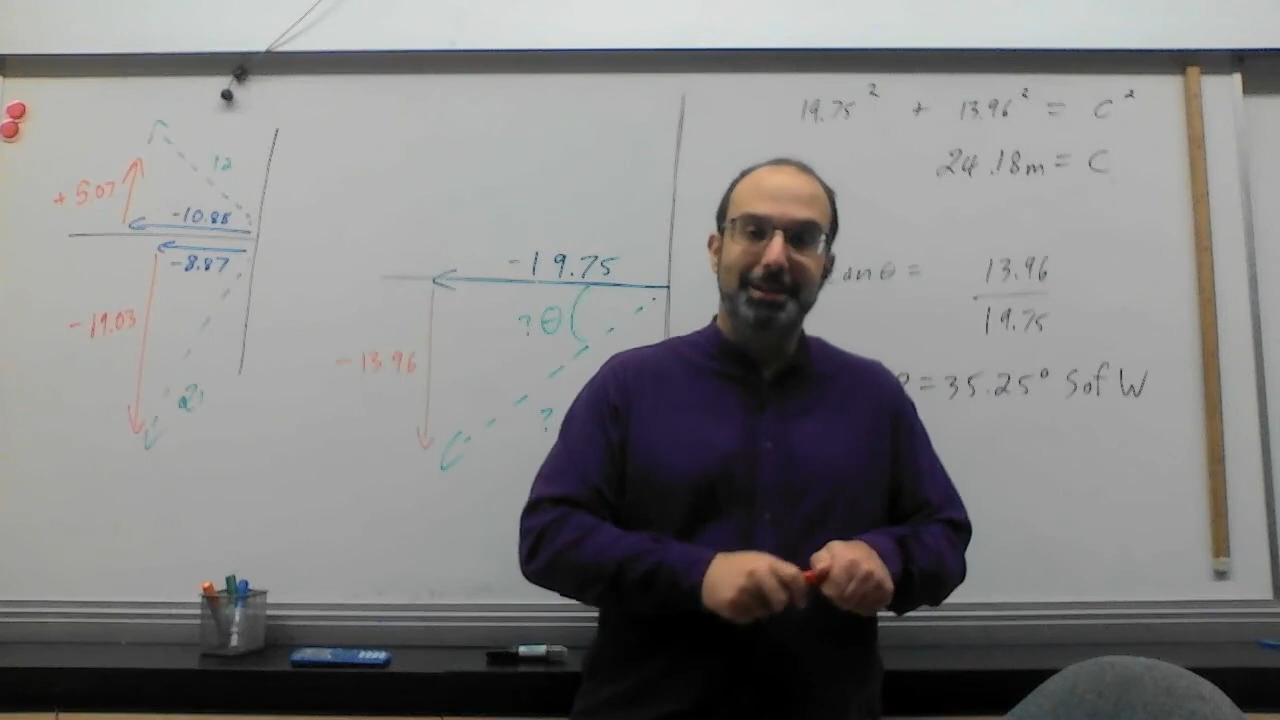 12
+ 5.07
-10.88
-8.87
-19.03
21
-19.75
? θ
-13.96
?
19.75² + 13.96² = C²
24.18m = C
an θ = 13.96
19.75
= 35.25° S of W